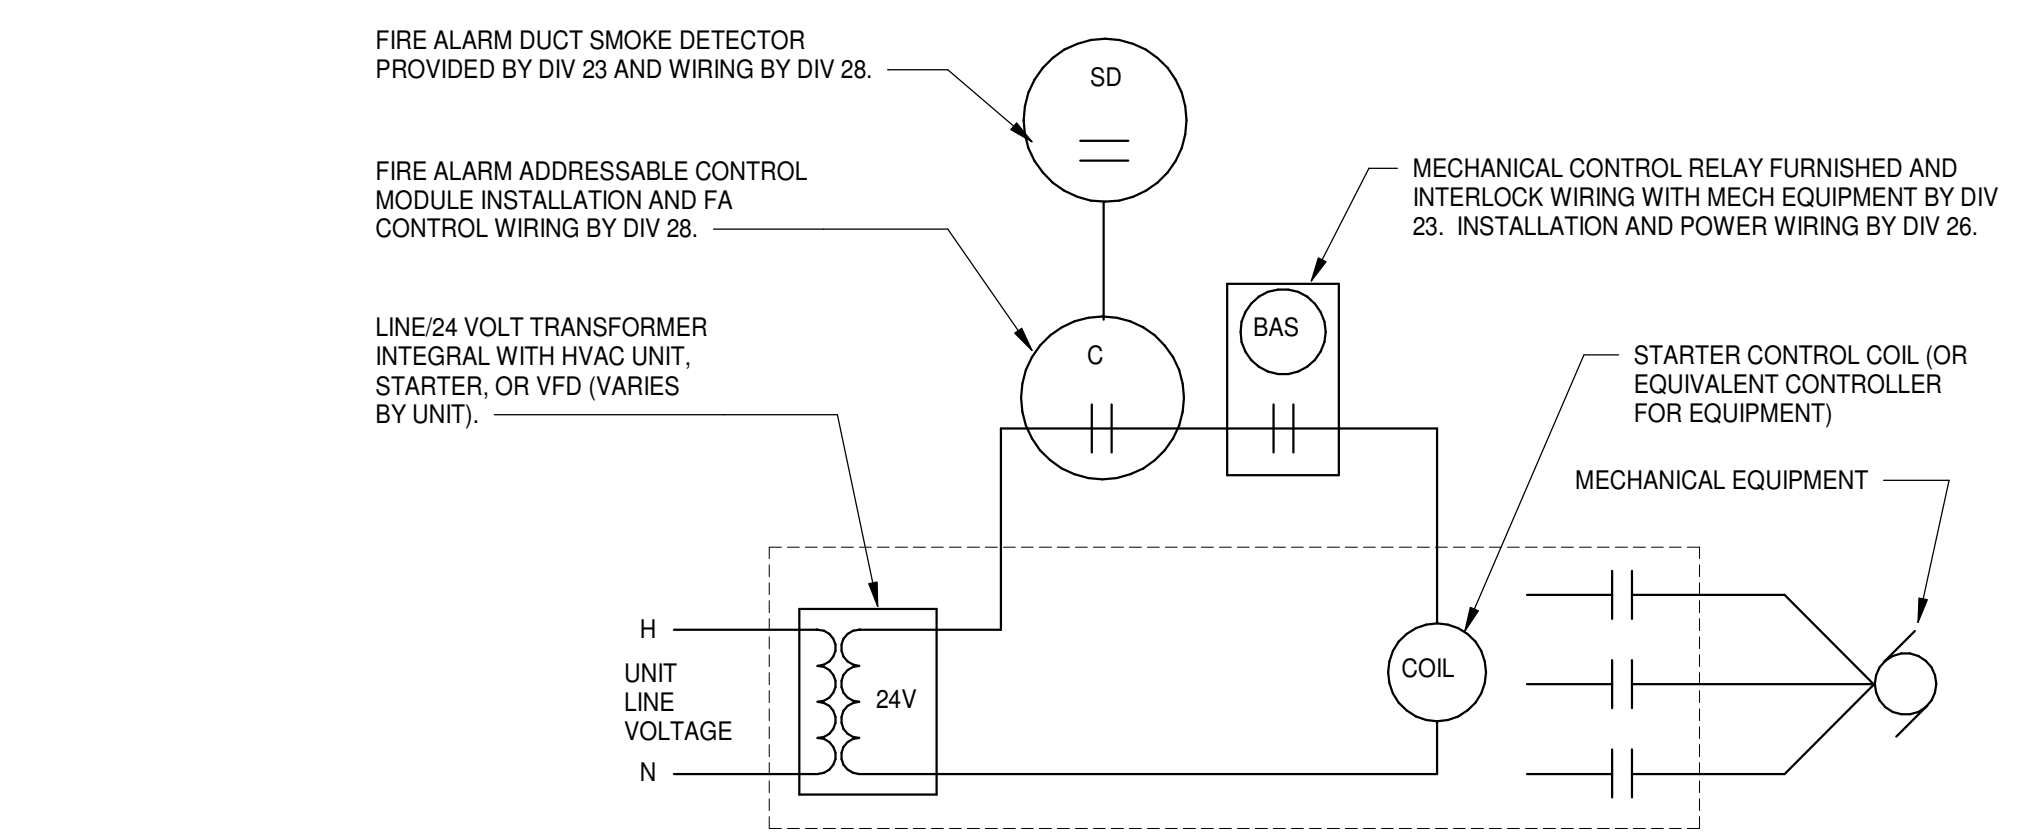 FIRE ALARM DUCT SMOKE DETECTOR
PROVIDED BY DIV 23 AND WIRING BY DIV 28.
SD
FIRE ALARM ADDRESSABLE CONTROL
MODULE INSTALLATION AND FA
CONTROL WIRING BY DIV 28.
MECHANICAL CONTROL RELAY FURNISHED AND
INTERLOCK WIRING WITH MECH EQUIPMENT BY DIV
23.  INSTALLATION AND POWER WIRING BY DIV 26.
LINE/24 VOLT TRANSFORMER
INTEGRAL WITH HVAC UNIT,
STARTER, OR VFD (VARIES
BY UNIT).
C
BAS
STARTER CONTROL COIL (OR
EQUIVALENT CONTROLLER
FOR EQUIPMENT)
MECHANICAL EQUIPMENT
H
UNIT
LINE
VOLTAGE
N
24V
COIL